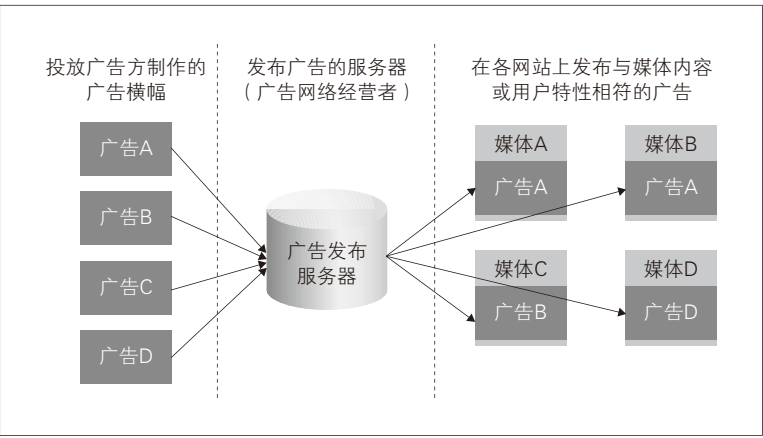 投放广告方制作的
广告横幅
发布广告的服务器
（广告网络经营者）
在各网站上发布与媒体内容
或用户特性相符的广告
广告A
广告B
广告C
广告D
广告发布
服务器
媒体A
广告A
媒体B
广告A
媒体C
广告B
媒体D
广告D